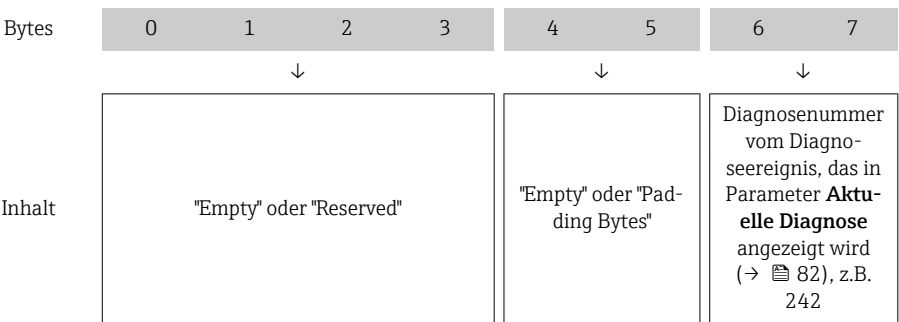 Bytes 0 1 2 3 4 5 6 7
↓ ↓ ↓
Inhalt
"Empty" oder "Reserved"
"Empty" oder "Pad-
ding Bytes"
Diagnosenummer
vom Diagno-
seereignis, das in
Parameter Aktu-
elle Diagnose
angezeigt wird
(→ 82), z.B.
242